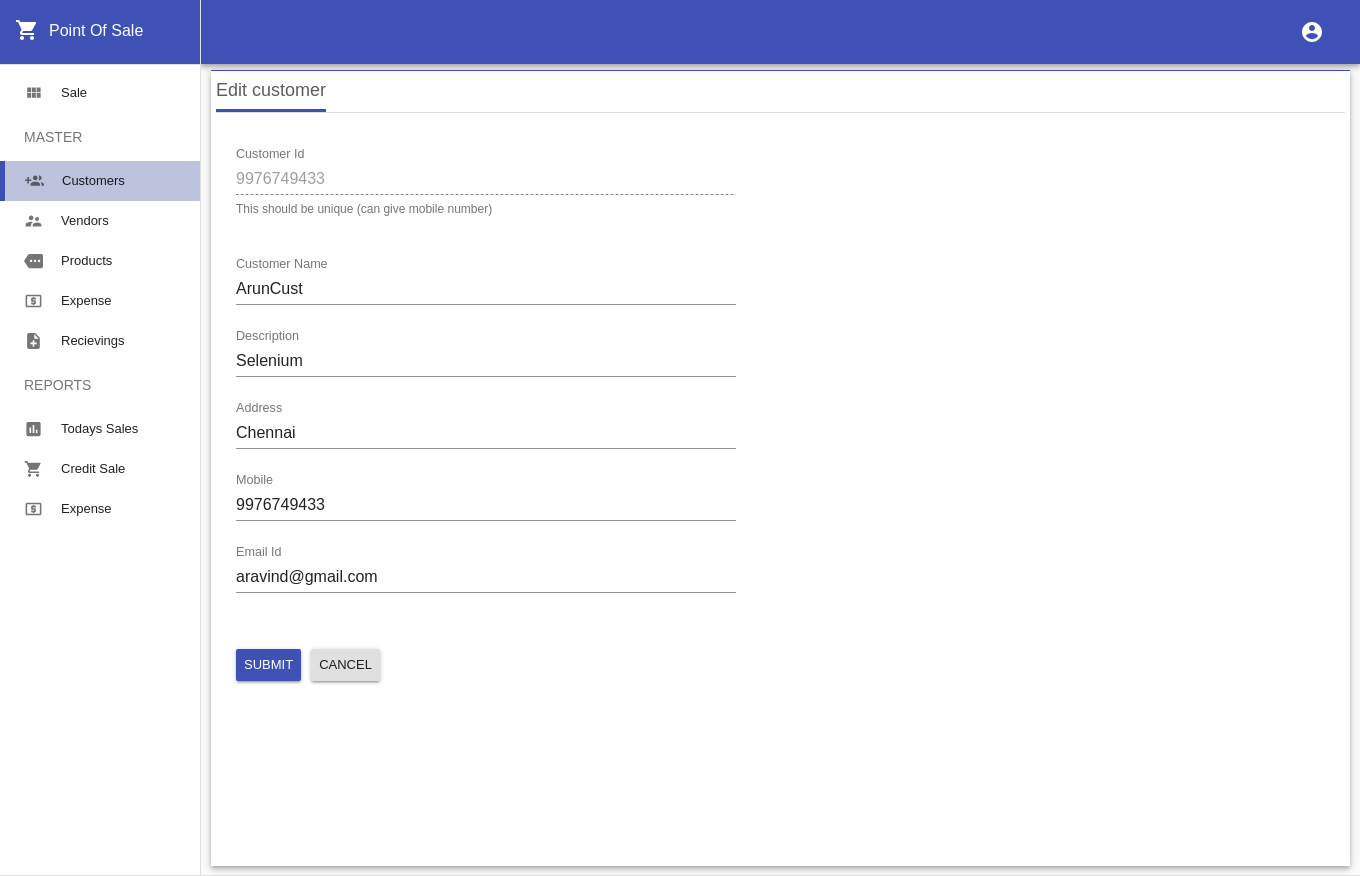 Point Of Sale
Sale
MASTER
Customers
Vendors
Products
Expense
Recievings
REPORTS
Todays Sales
Credit Sale
Expense
Edit customer
Customer Id
9976749433
This should be unique (can give mobile number)
Customer Name
ArunCust
Description
Selenium
Address
Chennai
Mobile
9976749433
Email Id
aravind@gmail.com
SUBMIT CANCEL